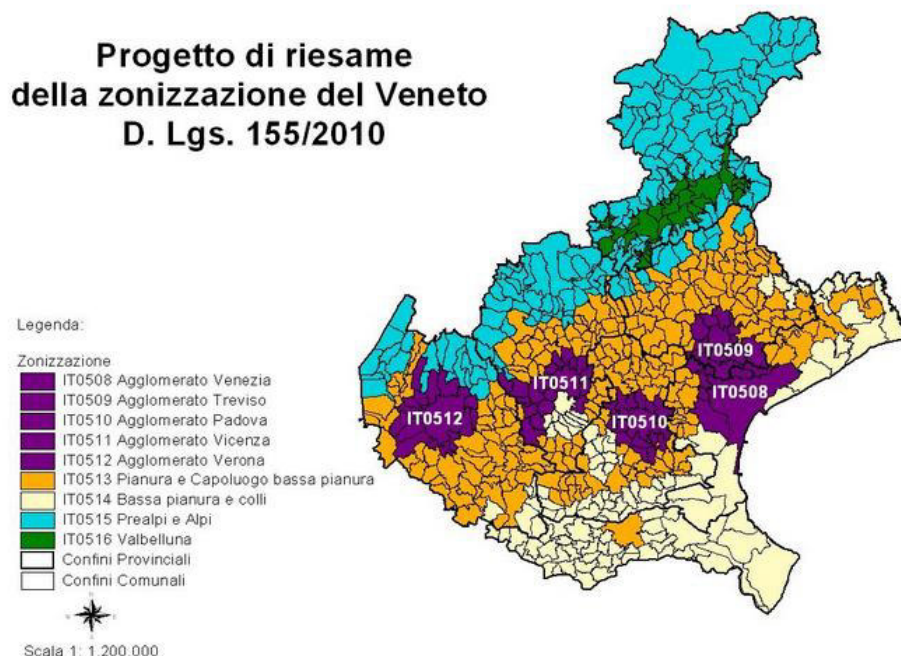 Progetto di riesame
della zonizzazione del Veneto
D. Lgs. 155/2010
Legenda:
Zonizzazione
IT0508 Agglomerato Venezia
IT0509 Agglomerato Treviso
IT0510 Agglomerato Padova
IT0511 Agglomerato Vicenza
IT0512 Agglomerato Verona
IT0513 Pianura e Capoluogo bassa pianura
IT0514 Bassa pianura e colli
IT0515 Prealpi e Alpi
IT0516 Valbelluna
Confini Provinciali
Confini Comunali
Scala 1: 1.200.000
IT0509
IT0511
IT0508
IT0512
IT0510